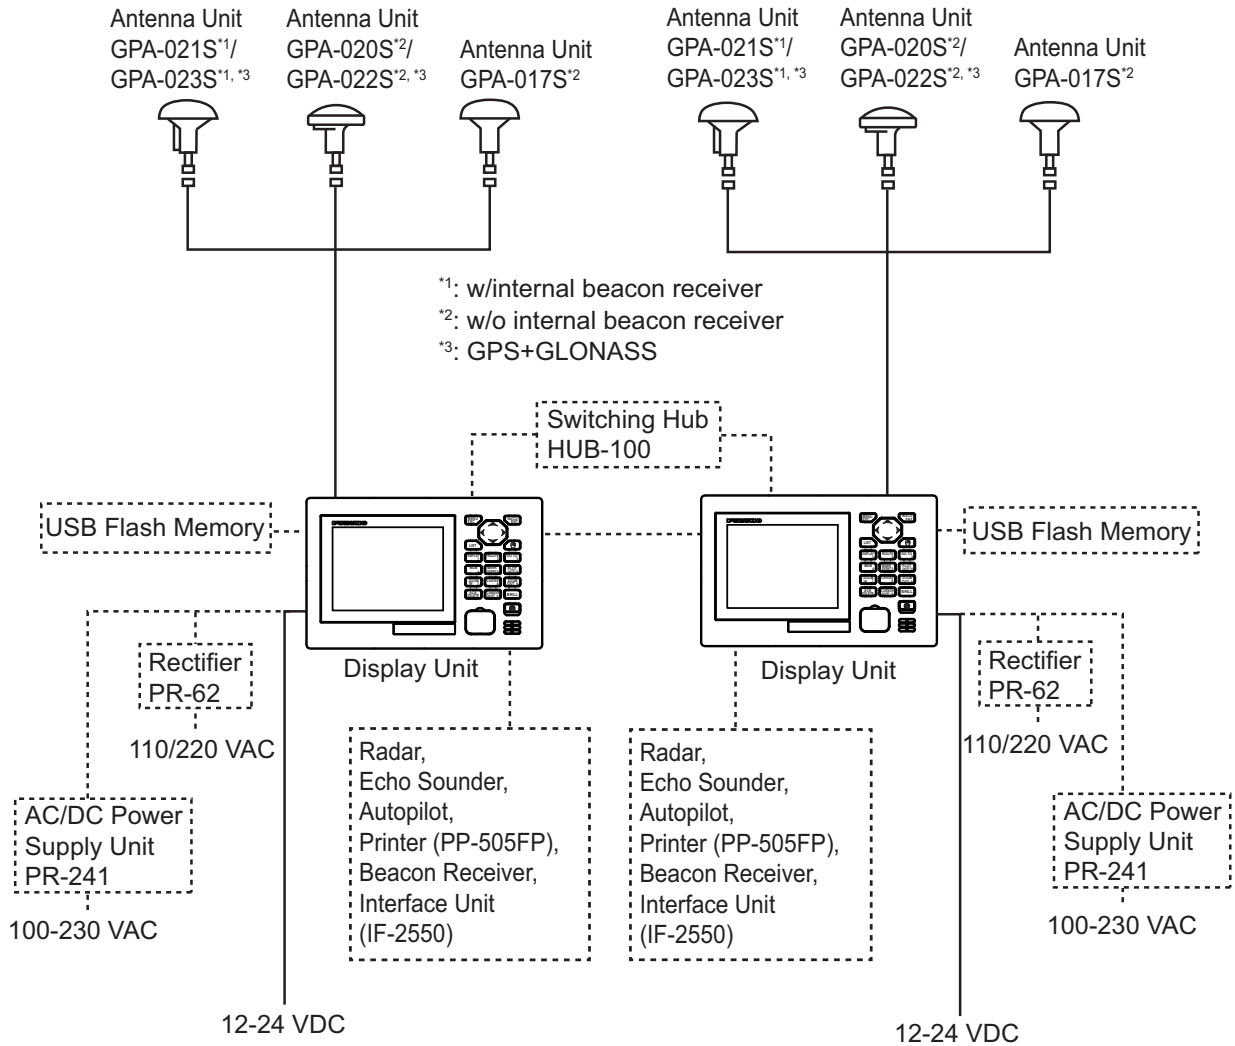 Antenna Unit
GPA-021S*1/
GPA-023S*1, *3
Antenna Unit
GPA-020S*2/
GPA-022S*2, *3
Antenna Unit
GPA-017S*2
Antenna Unit
GPA-021S*1/
GPA-023S*1, *3
Antenna Unit
GPA-020S*2/
GPA-022S*2, *3
Antenna Unit
GPA-017S*2
*1: w/internal beacon receiver
*2: w/o internal beacon receiver
*3: GPS+GLONASS
Switching Hub
HUB-100
USB Flash Memory
USB Flash Memory
Display Unit
Display Unit
Rectifier
PR-62
110/220 VAC
AC/DC Power
Supply Unit
PR-241
100-230 VAC
12-24 VDC
Radar,
Echo Sounder,
Autopilot,
Printer (PP-505FP),
Beacon Receiver,
Interface Unit
(IF-2550)
Radar,
Echo Sounder,
Autopilot,
Printer (PP-505FP),
Beacon Receiver,
Interface Unit
(IF-2550)
Rectifier
PR-62
110/220 VAC
AC/DC Power
Supply Unit
PR-241
100-230 VAC
12-24 VDC